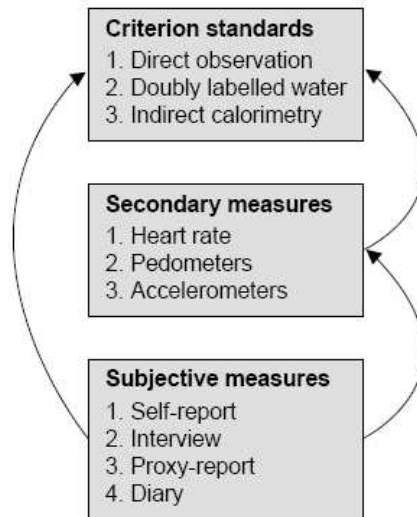 Criterion standards
1. Direct observation
2. Doubly labelled water
3. Indirect calorimetry
Secondary measures
1. Heart rate
2. Pedometers
3. Accelerometers
Subjective measures
1. Self-report
2. Interview
3. Proxy-report
4. Diary